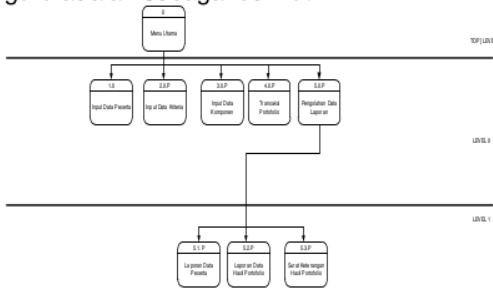 0
Menu Utama
TOP] LEVE
1.0
Input Data Peserta
2.0.P
Input Data Kriteria
3.0.P
Input Data
Komponen
4.0.P
Transaksi
Portofolio
5.0.P
Pengolahan Data
Laporan
LEVEL 0
LEVEL 1
5.1.P
Laporan Data
Peserta
5.2.P
Laporan Data
Hasil Portofolio
5.3.P
Surat Keterangan
Hasil Portofolio